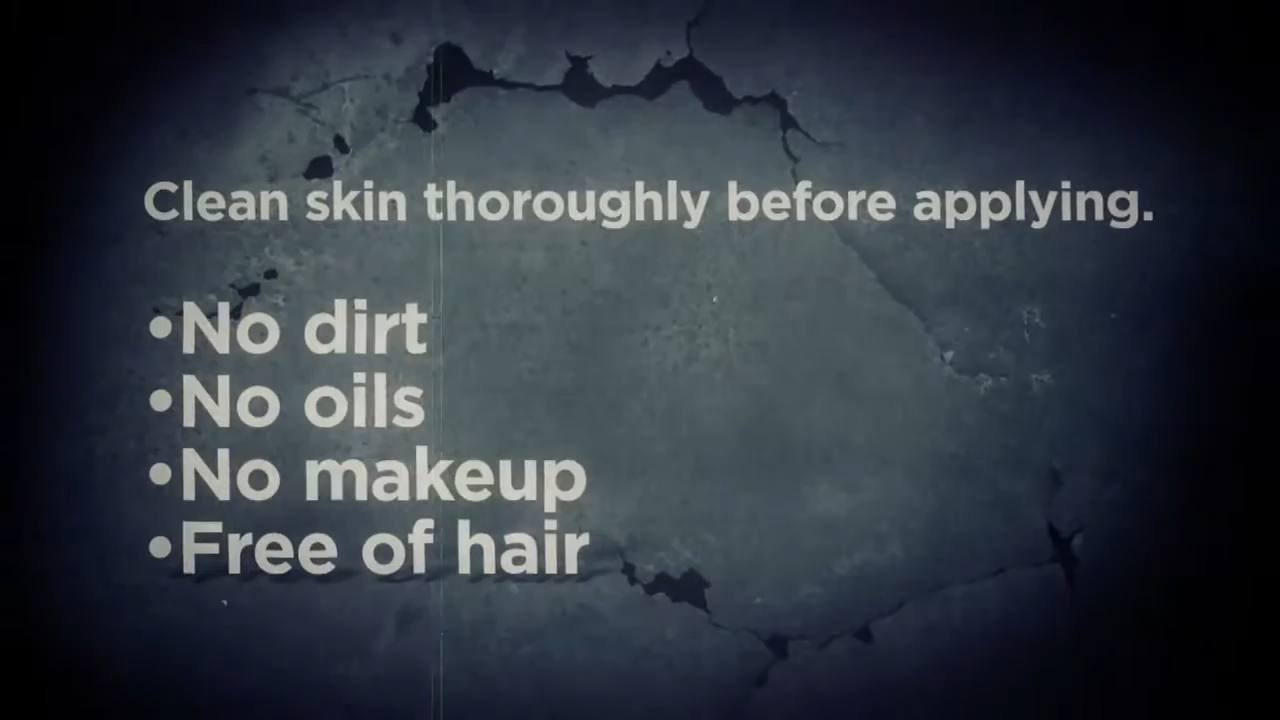 Clean skin thoroughly before applying.
•No dirt
•No oils
•No makeup
•Free of hair